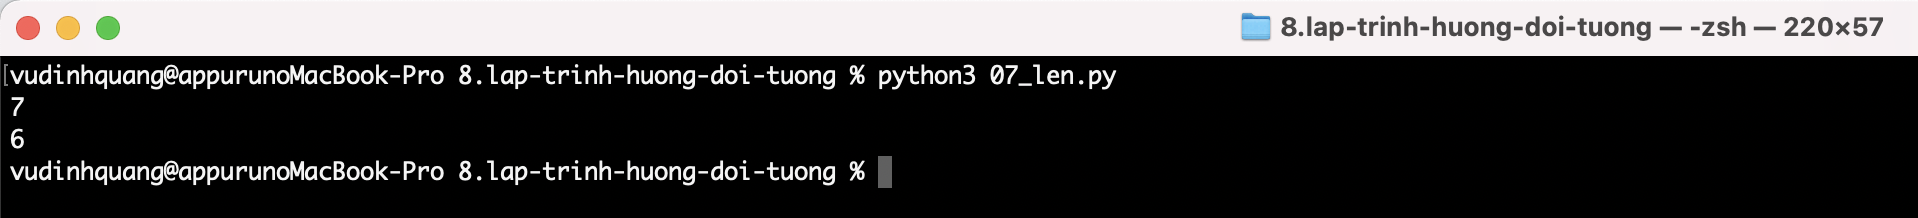 8.lap-trinh-huong-doi-tuong — -zsh — 220×57
[vudinhquang@appurunoMacBook-Pro 8.lap-trinh-huong-doi-tuong % python3 07_len.py
7
6
vudinhquang@appurunoMacBook-Pro 8.lap-trinh-huong-doi-tuong %